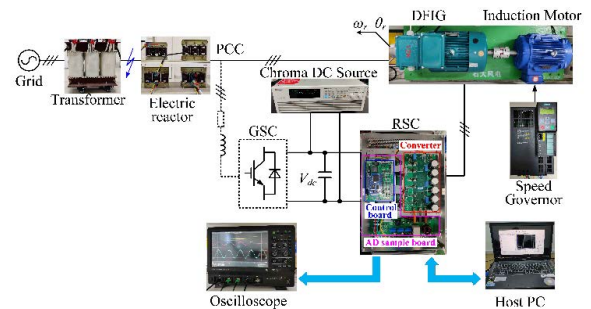 ωr θr
DFIG
Induction Motor
PCC
Grid
Transformer
Electric
reactor
Chroma DC Source
GSC
Vdc
RSC
Converter
Control
board
AD sample board
Speed
Governor
Oscilloscope
Host PC